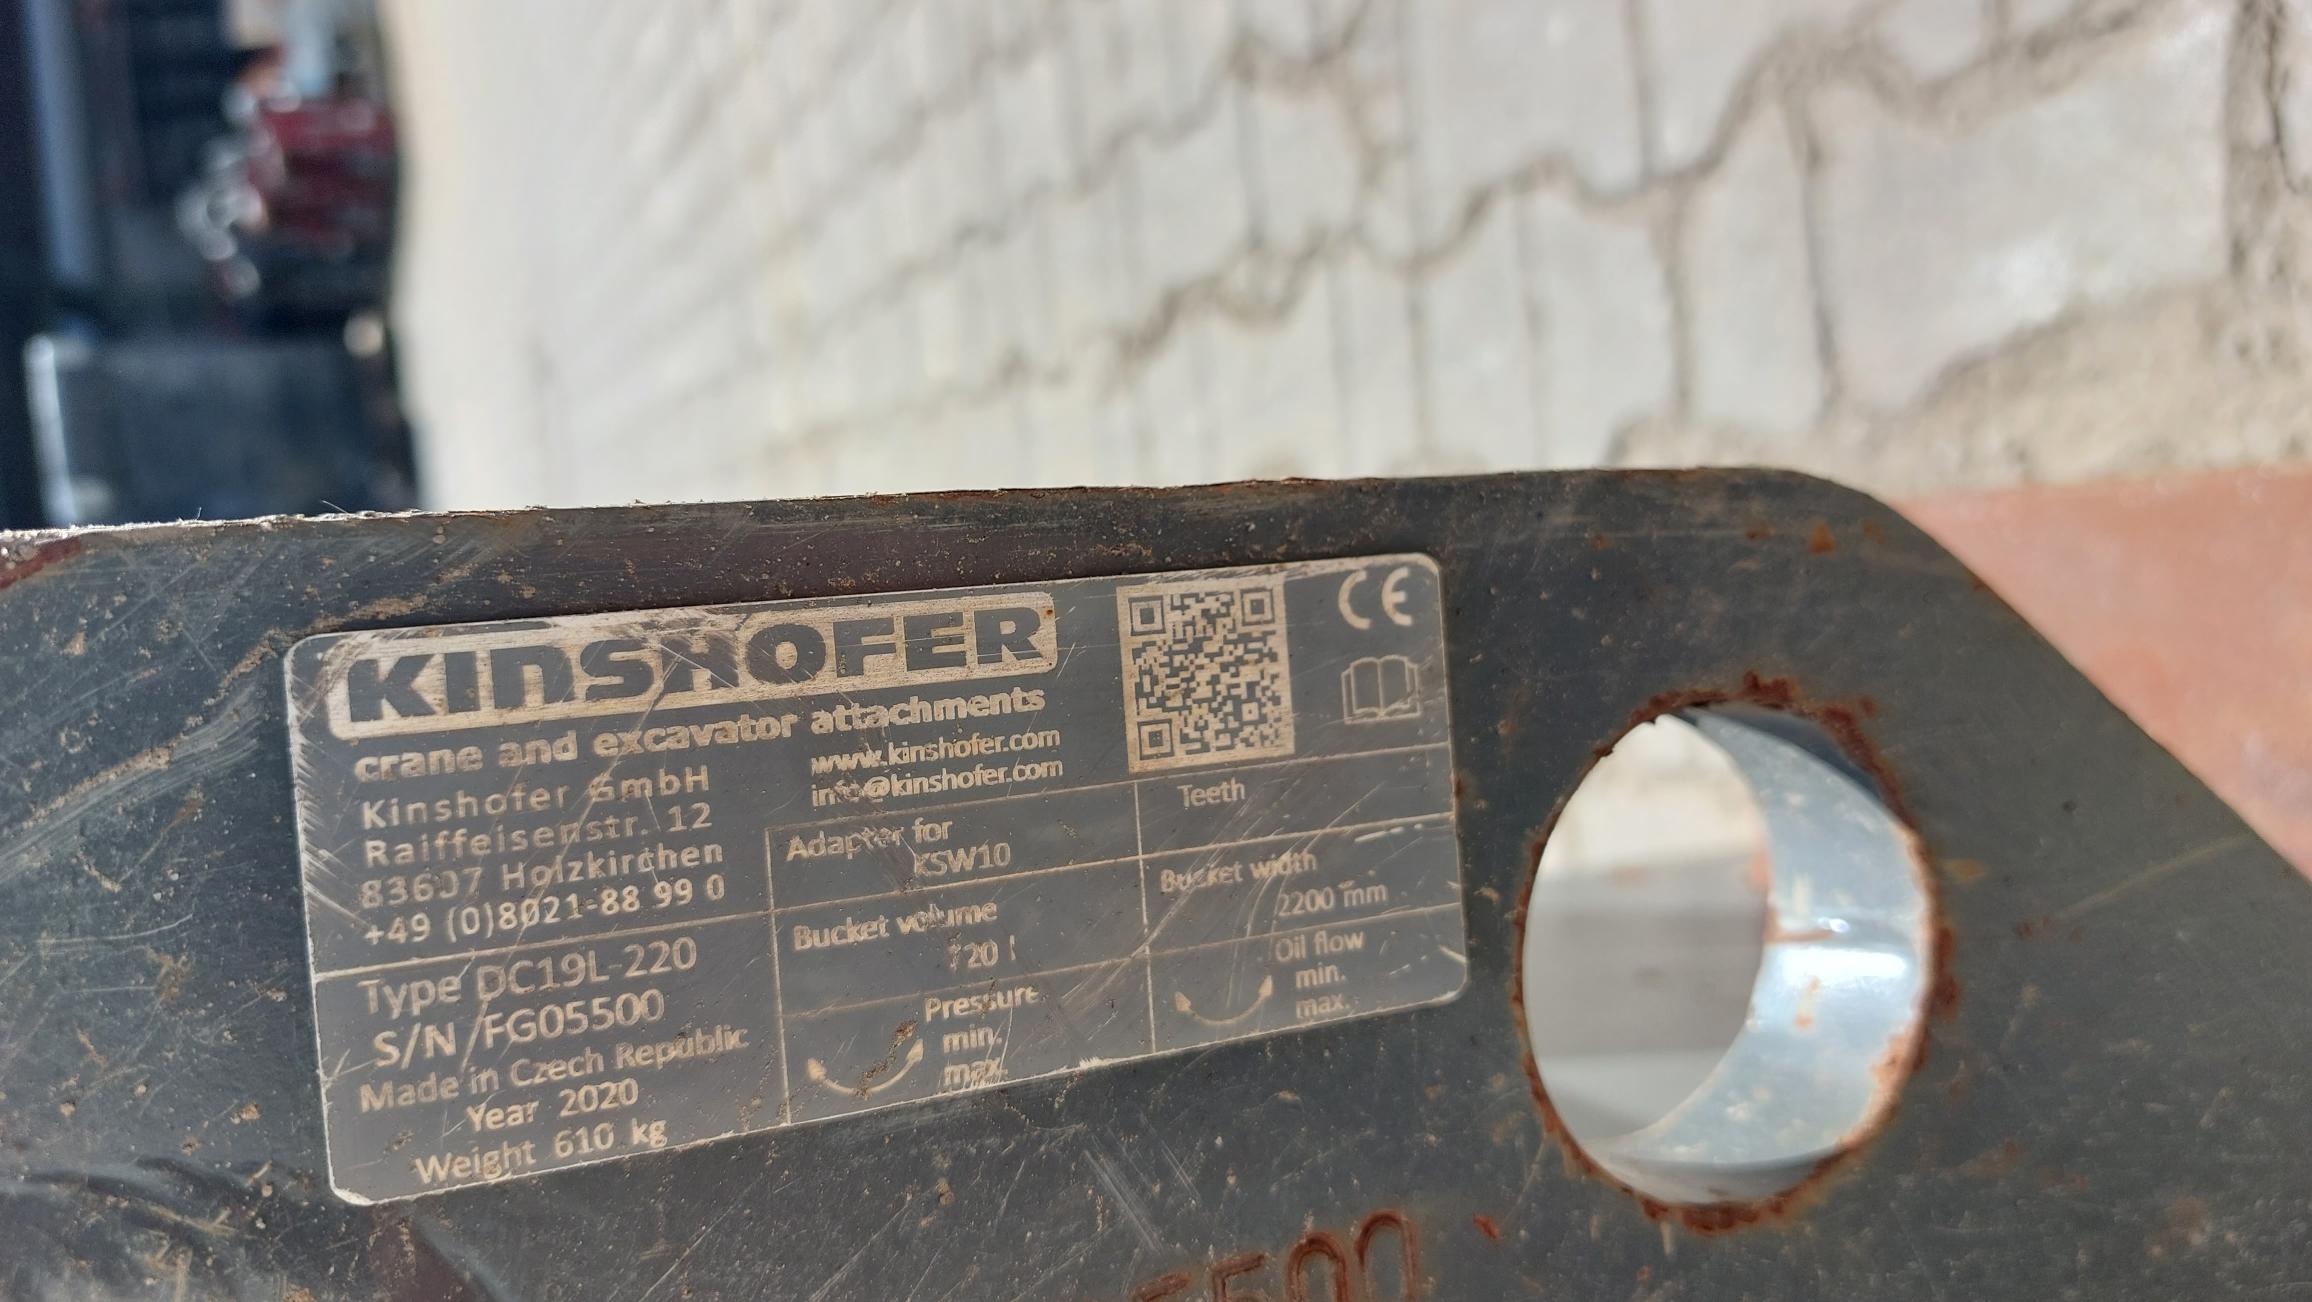 KINSHOFER
crane and excavator attachments
CE
Kinshofer GmbH
Raiffeisenstr. 12
83607 Holzkirchen
+49 (0)8021-88 99 0
www.kinshofer.com
info@kinshofer.com
Type DC19L-220
S/N FG05500
Made in Czech Republic
Year 2020
Weight 610 kg
Adapter for
KSW10
Teeth
Bucket volume
720 l
Bucket width
2200 mm
Pressure
min.
max.
Oil flow
min.
max.
5500